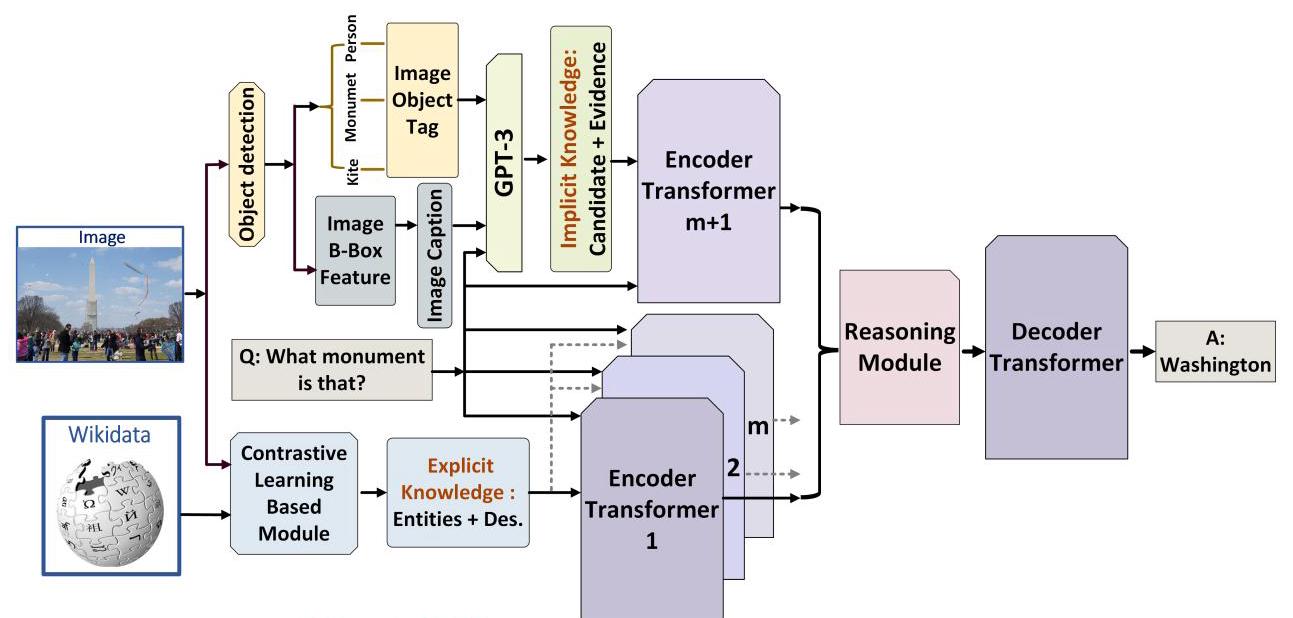 Image
Wikidata
Object detection
Person
Monumet
Kite
Image
Object
Tag
Image
B-Box
Feature
Image Caption
GPT-3
Implicit Knowledge:
Candidate + Evidence
Encoder
Transformer
m+1
Q: What monument
is that?
Contrastive
Learning
Based
Module
Explicit
Knowledge :
Entities + Des.
Encoder
Transformer
1
2
m
Reasoning
Module
Decoder
Transformer
A:
Washington